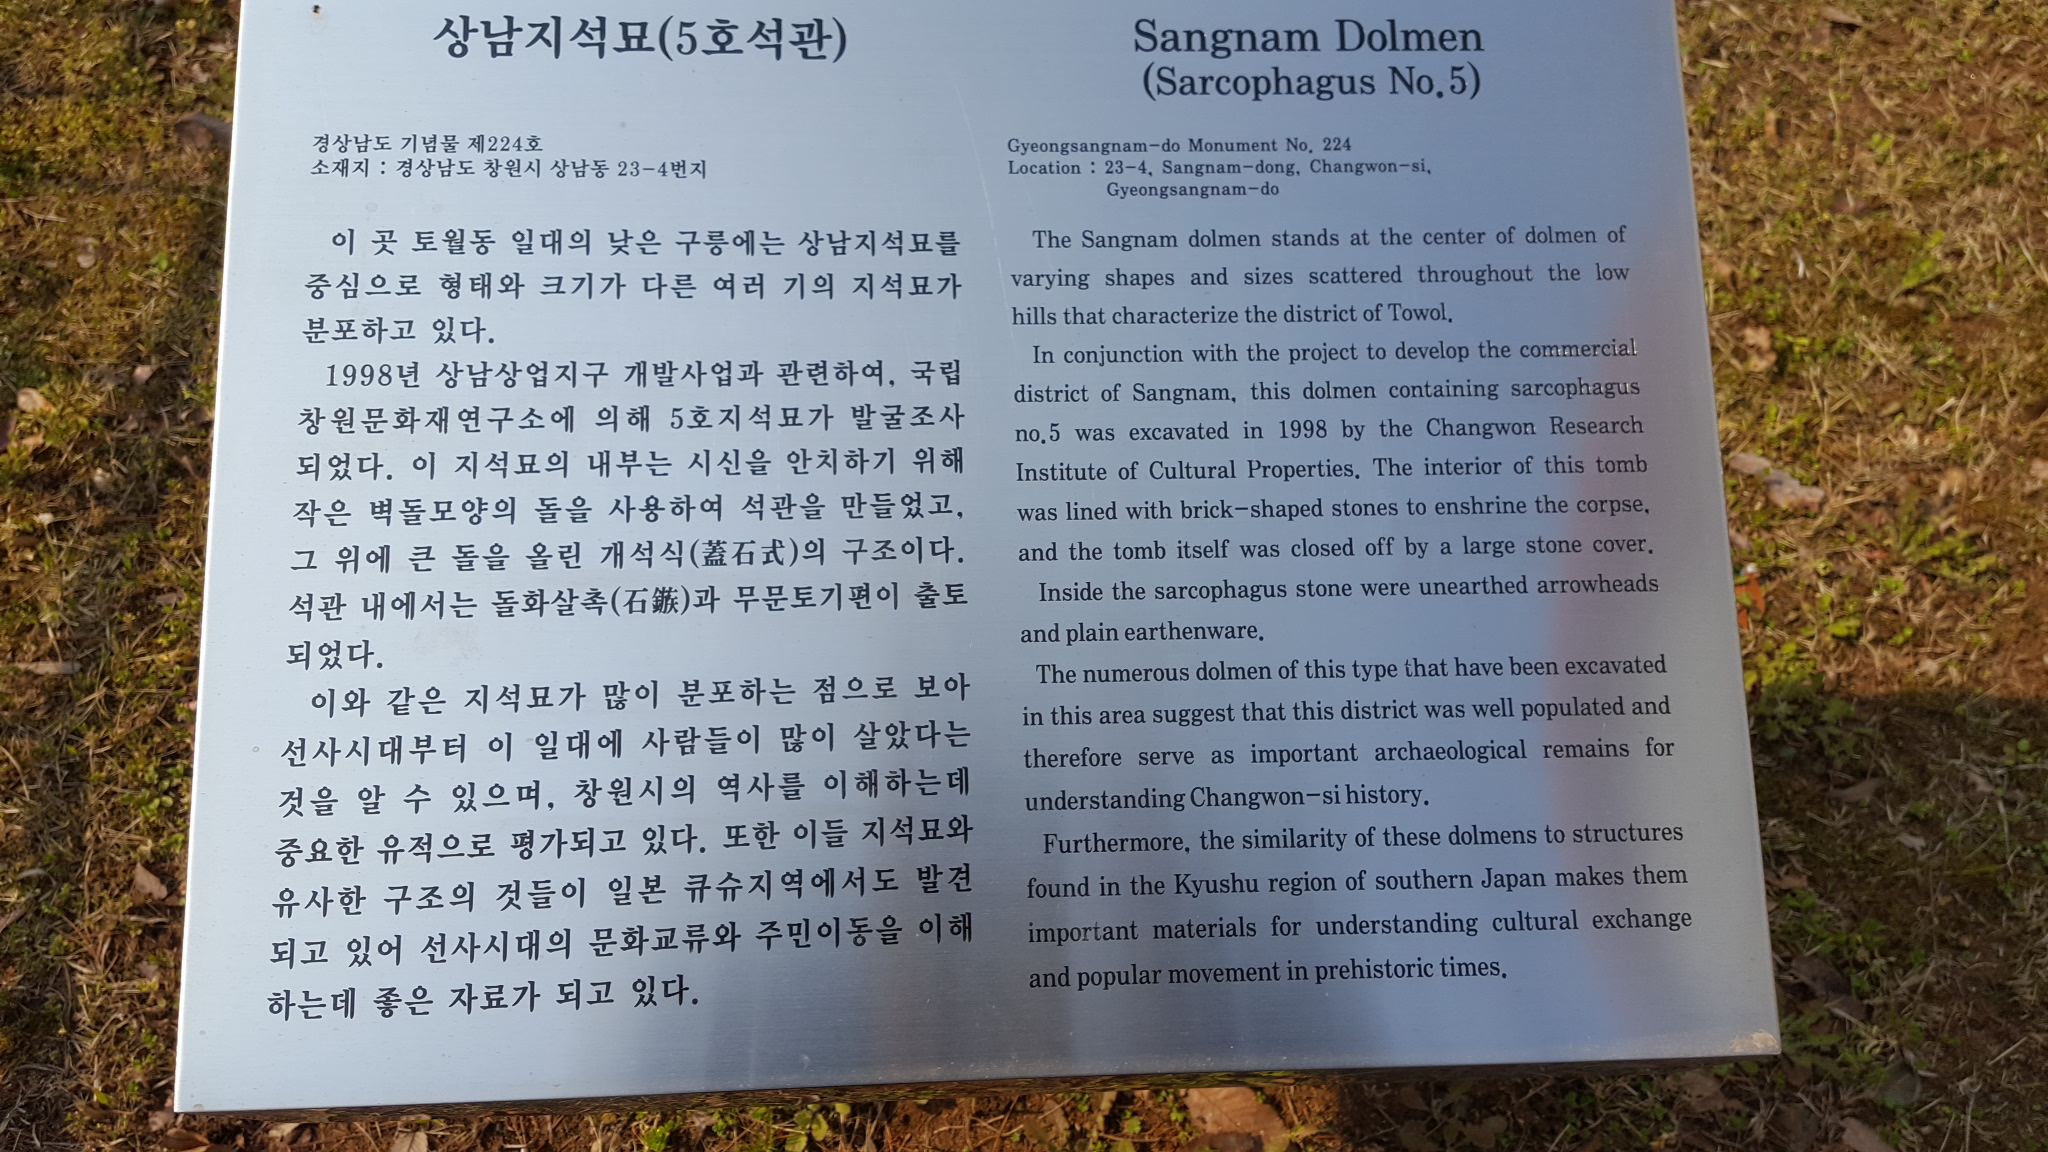 상남지석묘(5호석관)
경상남도 기념물 제224호
소재지 : 경상남도 창원시 상남동 23-4번지
이 곳 토월동 일대의 낮은 구릉에는 상남지석묘를
중심으로 형태와 크기가 다른 여러 기의 지석묘가
분포하고 있다.
1998년 상남상업지구 개발사업과 관련하여, 국립
창원문화재연구소에 의해 5호지석묘가 발굴조사
되었다. 이 지석묘의 내부는 시신을 안치하기 위해
작은 벽돌모양의 돌을 사용하여 석관을 만들었고,
그 위에 큰 돌을 올린 개석식(蓋石式)의 구조이다.
석관 내에서는 돌화살촉(石鏃)과 무문토기편이 출토
되었다.
이와 같은 지석묘가 많이 분포하는 점으로 보아
선사시대부터 이 일대에 사람들이 많이 살았다는
것을 알 수 있으며, 창원시의 역사를 이해하는데
중요한 유적으로 평가되고 있다. 또한 이들 지석묘와
유사한 구조의 것들이 일본 큐슈지역에서도 발견
되고 있어 선사시대의 문화교류와 주민이동을 이해
하는데 좋은 자료가 되고 있다.
Sangnam Dolmen
(Sarcophagus No.5)
Gyeongsangnam-do Monument No. 224
Location : 23-4, Sangnam-dong, Changwon-si,
Gyeongsangnam-do
The Sangnam dolmen stands at the center of dolmen of
varying shapes and sizes scattered throughout the low
hills that characterize the district of Towol.
In conjunction with the project to develop the commercial
district of Sangnam, this dolmen containing sarcophagus
no.5 was excavated in 1998 by the Changwon Research
Institute of Cultural Properties. The interior of this tomb
was lined with brick-shaped stones to enshrine the corpse,
and the tomb itself was closed off by a large stone cover.
Inside the sarcophagus stone were unearthed arrowheads
and plain earthenware.
The numerous dolmen of this type that have been excavated
in this area suggest that this district was well populated and
therefore serve as important archaeological remains for
understanding Changwon-si history.
Furthermore, the similarity of these dolmens to structures
found in the Kyushu region of southern Japan makes them
important materials for understanding cultural exchange
and popular movement in prehistoric times.